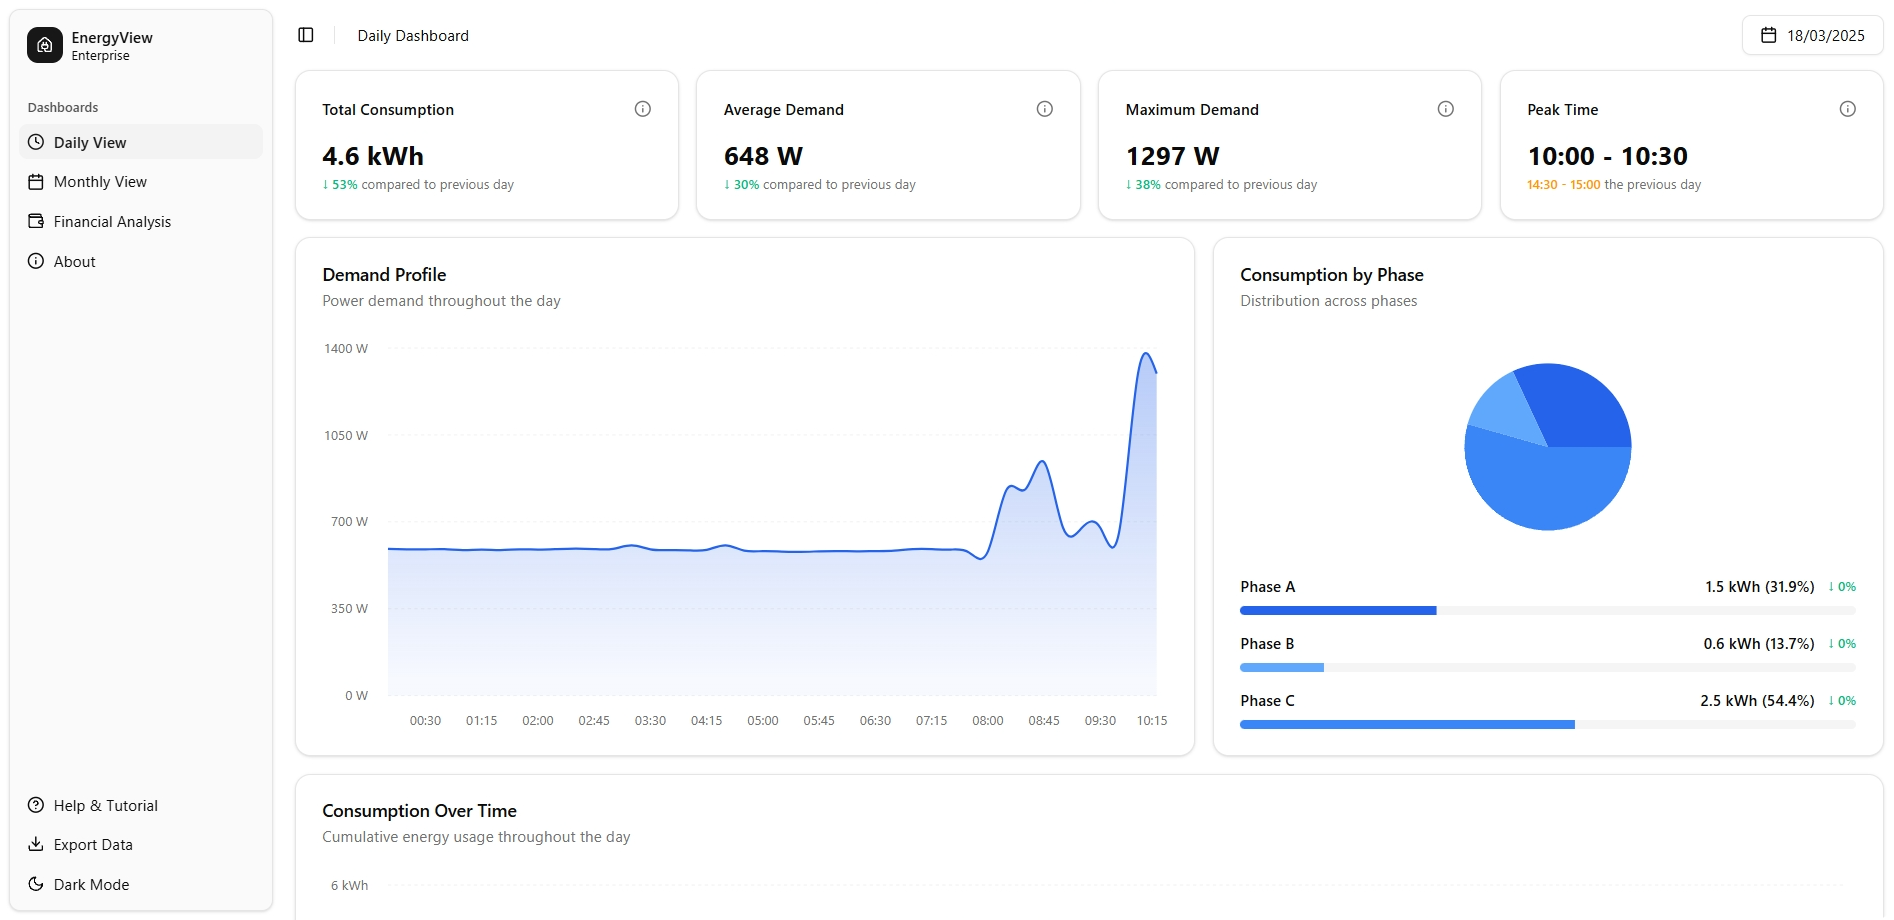 EnergyView
Enterprise
Dashboards
Daily View
Monthly View
Financial Analysis
About
Help & Tutorial
Export Data
Dark Mode
Daily Dashboard
18/03/2025
Total Consumption
4.6 kWh
↓ 53% compared to previous day
Average Demand
648 W
↓ 30% compared to previous day
Maximum Demand
1297 W
↓ 38% compared to previous day
Peak Time
10:00 - 10:30
14:30 - 15:00 the previous day
Demand Profile
Power demand throughout the day
1400 W
1050 W
700 W
350 W
0 W
00:30 01:15 02:00 02:45 03:30 04:15 05:00 05:45 06:30 07:15 08:00 08:45 09:30 10:15
Consumption by Phase
Distribution across phases
Phase A 1.5 kWh (31.9%) ↓ 0%
Phase B 0.6 kWh (13.7%) ↓ 0%
Phase C 2.5 kWh (54.4%) ↓ 0%
Consumption Over Time
Cumulative energy usage throughout the day
6 kWh